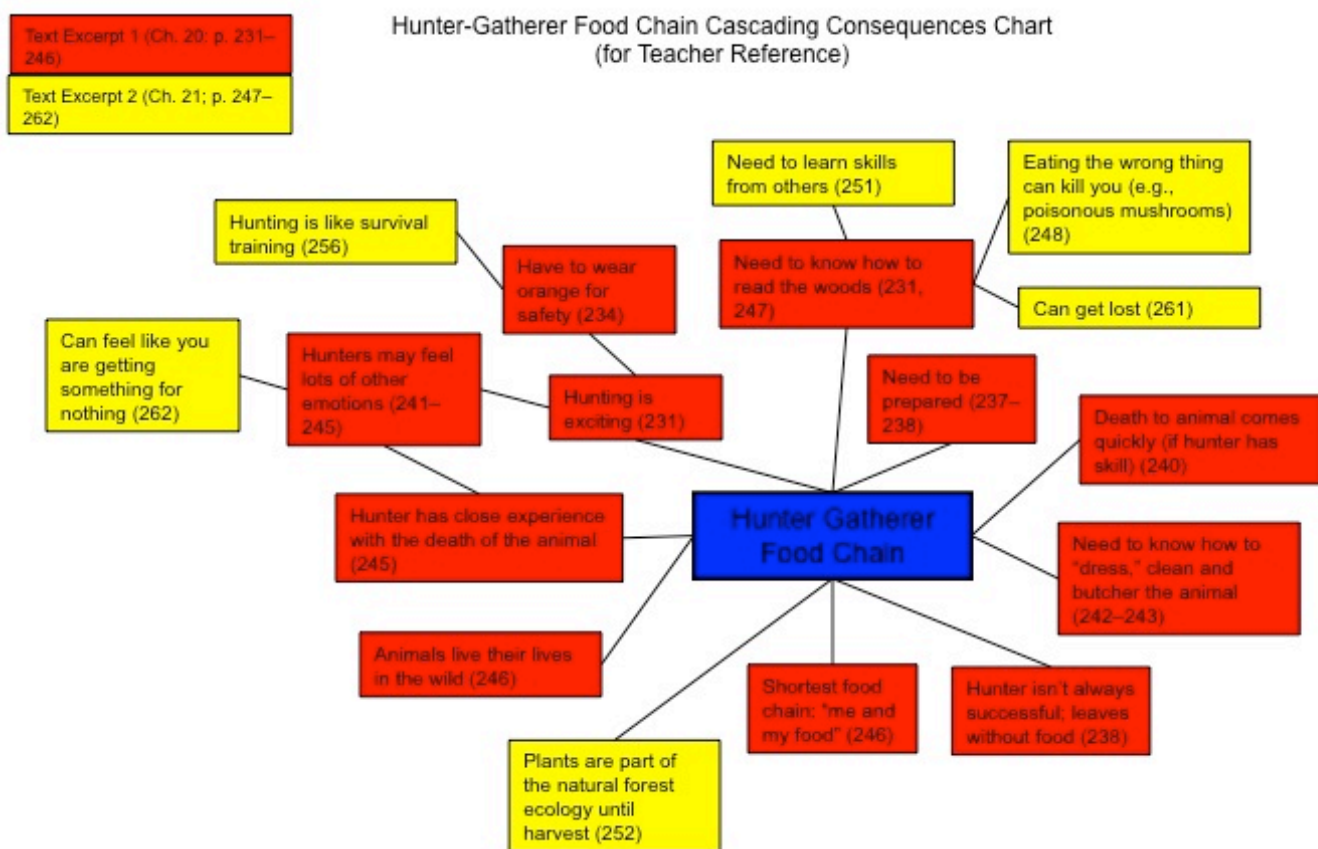 Hunter-Gatherer Food Chain Cascading Consequences Chart
(for Teacher Reference)
Text Excerpt 1 (Ch. 20: p. 231–
246)
Text Excerpt 2 (Ch. 21; p. 247–
262)
Need to learn skills
from others (251)
Eating the wrong thing
can kill you (e.g.,
poisonous mushrooms)
(248)
Hunting is like survival
training (256)
Have to wear
orange for
safety (234)
Need to know how to
read the woods (231,
247)
Can get lost (261)
Can feel like you
are getting
something for
nothing (262)
Hunters may feel
lots of other
emotions (241–
245)
Hunting is
exciting (231)
Need to be
prepared (237–
238)
Death to animal comes
quickly (if hunter has
skill) (240)
Hunter has close experience
with the death of the animal
(245)
Hunter Gatherer
Food Chain
Need to know how to
“dress,” clean and
butcher the animal
(242–243)
Animals live their lives
in the wild (246)
Shortest food
chain: “me and
my food” (246)
Hunter isn’t always
successful; leaves
without food (238)
Plants are part of
the natural forest
ecology until
harvest (252)